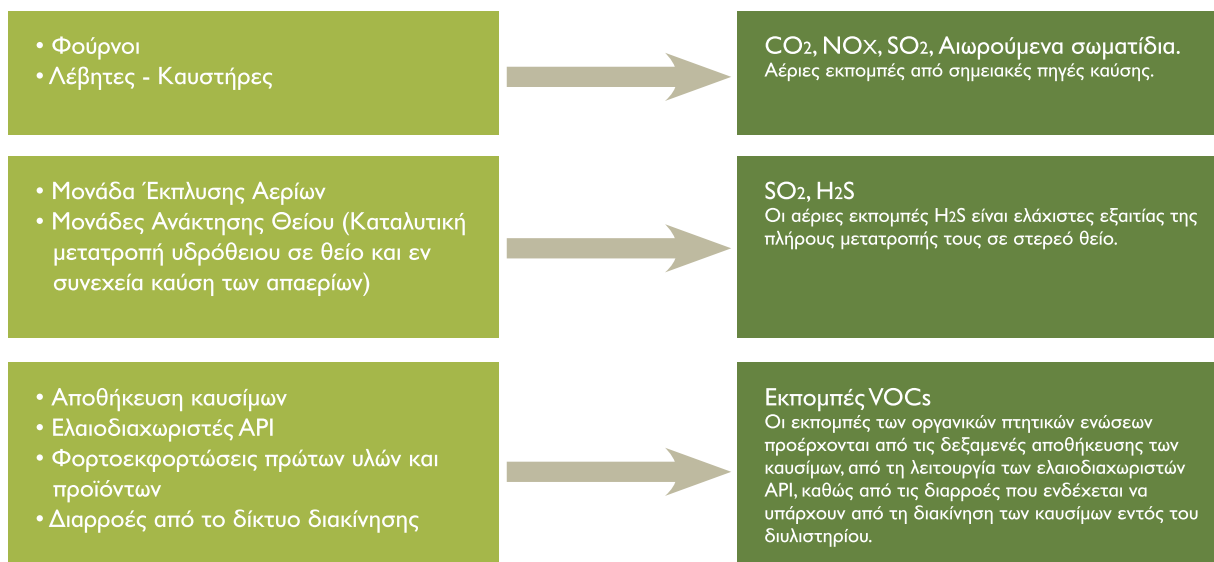 • Φούρνοι
• Λέβητες - Καυστήρες
CO2, NOX, SO2, Αιωρούμενα σωματίδια.
Αέριες εκπομπές από σημειακές πηγές καύσης.
• Μονάδα Έκπλυσης Αερίων
• Μονάδες Ανάκτησης Θείου (Καταλυτική
μετατροπή υδρόθειου σε θείο και εν
συνεχεία καύση των απαερίων)
SO2, H2S
Οι αέριες εκπομπές H2S είναι ελάχιστες εξαιτίας της
πλήρους μετατροπής τους σε στερεό θείο.
• Αποθήκευση καυσίμων
• Ελαιοδιαχωριστές API
• Φορτοεκφορτώσεις πρώτων υλών και
προϊόντων
• Διαρροές από το δίκτυο διακίνησης
Εκπομπές VOCs
Οι εκπομπές των οργανικών πτητικών ενώσεων
προέρχονται από τις δεξαμενές αποθήκευσης των
καυσίμων, από τη λειτουργία των ελαιοδιαχωριστών
API, καθώς από τις διαρροές που ενδέχεται να
υπάρχουν από τη διακίνηση των καυσίμων εντός του
διυλιστηρίου.